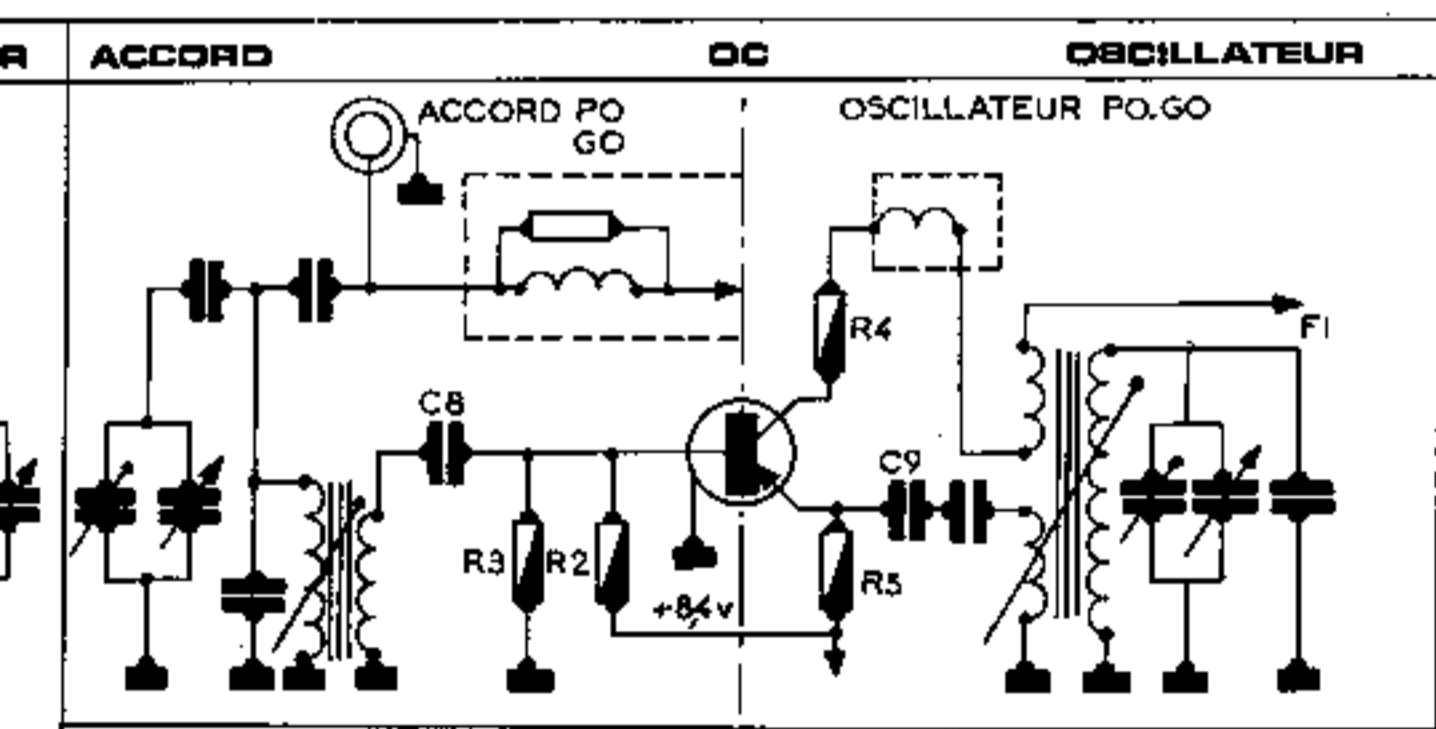 R ACCORD OC OSCILLATEUR
ACCORD PO OSCILLATEUR PO.GO
GO
R4
FI
C8
C9
R3 R2
R5
+8,4v